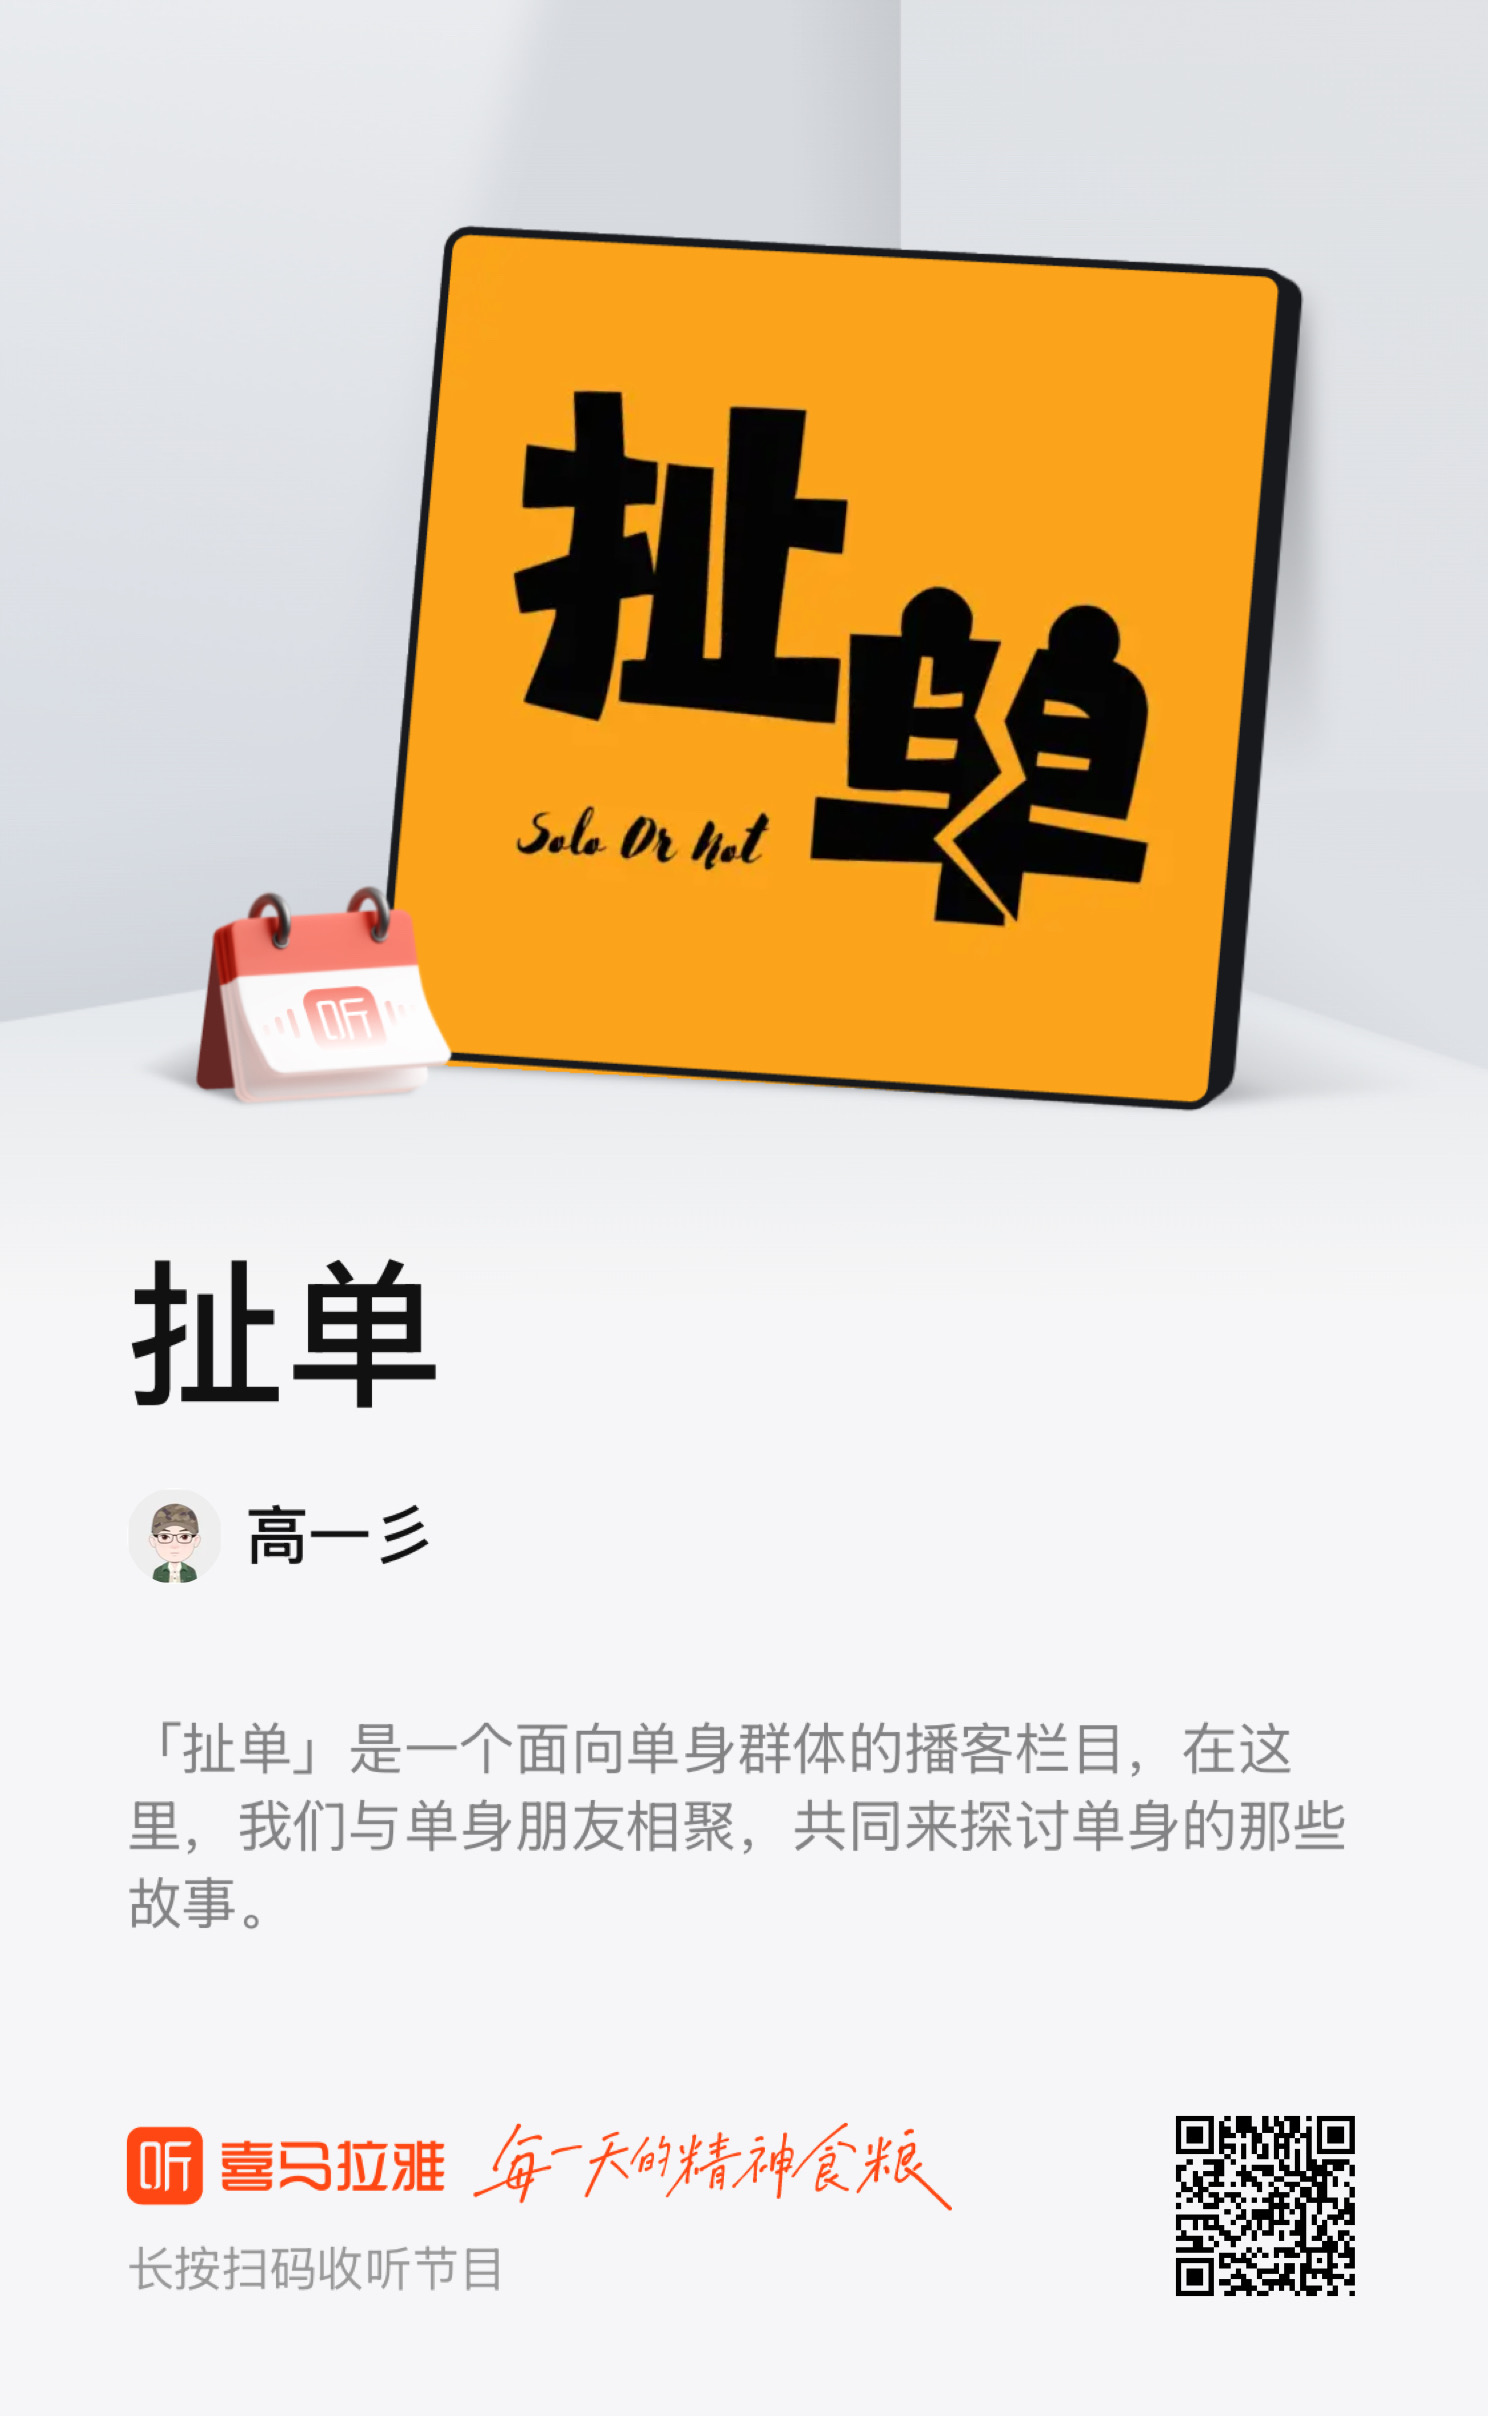 扯单
Solo Or Not
听
扯单
高一彡
「扯单」是一个面向单身群体的播客栏目，在这
里，我们与单身朋友相聚，共同来探讨单身的那些
故事。
听 喜马拉雅 每一天的精神食粮
长按扫码收听节目